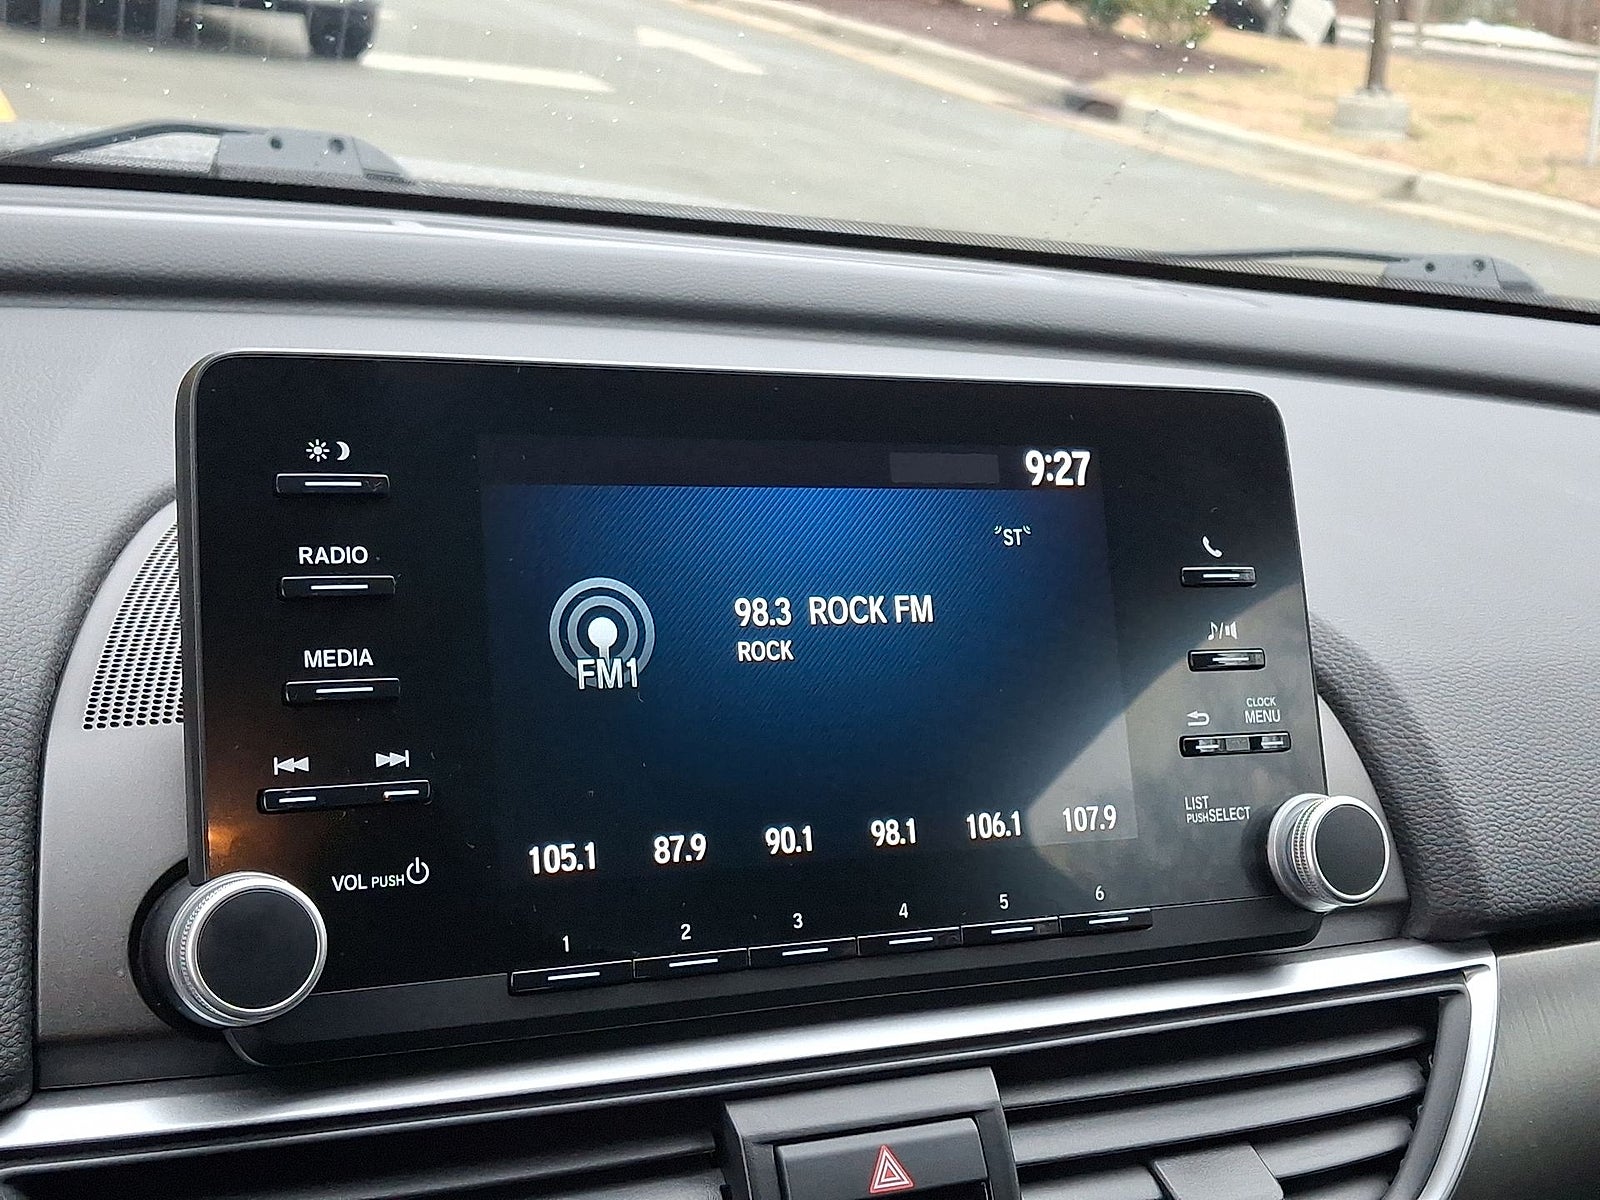 9:27
ST
RADIO
98.3 ROCK FM
ROCK
FM1
MEDIA
CLOCK
MENU
LIST
PUSH SELECT
VOL PUSH
105.1 87.9 90.1 98.1 106.1 107.9
1 2 3 4 5 6